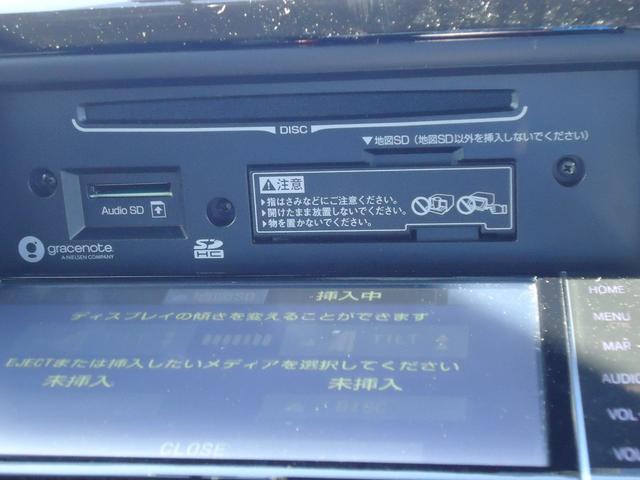 DISC
▼地図SD（地図SD以外を挿入しないでください）
⚠注意
▶指はさみなどにご注意ください。
▶開けたまま放置しないでください。
▶物を置かないでください。
Audio SD
gracenote.
A NIELSEN COMPANY
SD
HC
地図SD 挿入中
ディスプレイの傾きを変えることができます
TILT
EJECTまたは挿入したいメディアを選択してください
未挿入 未挿入
DISC
CLOSE
HOME
MENU
MAP
AUDIO
VOL
VOL